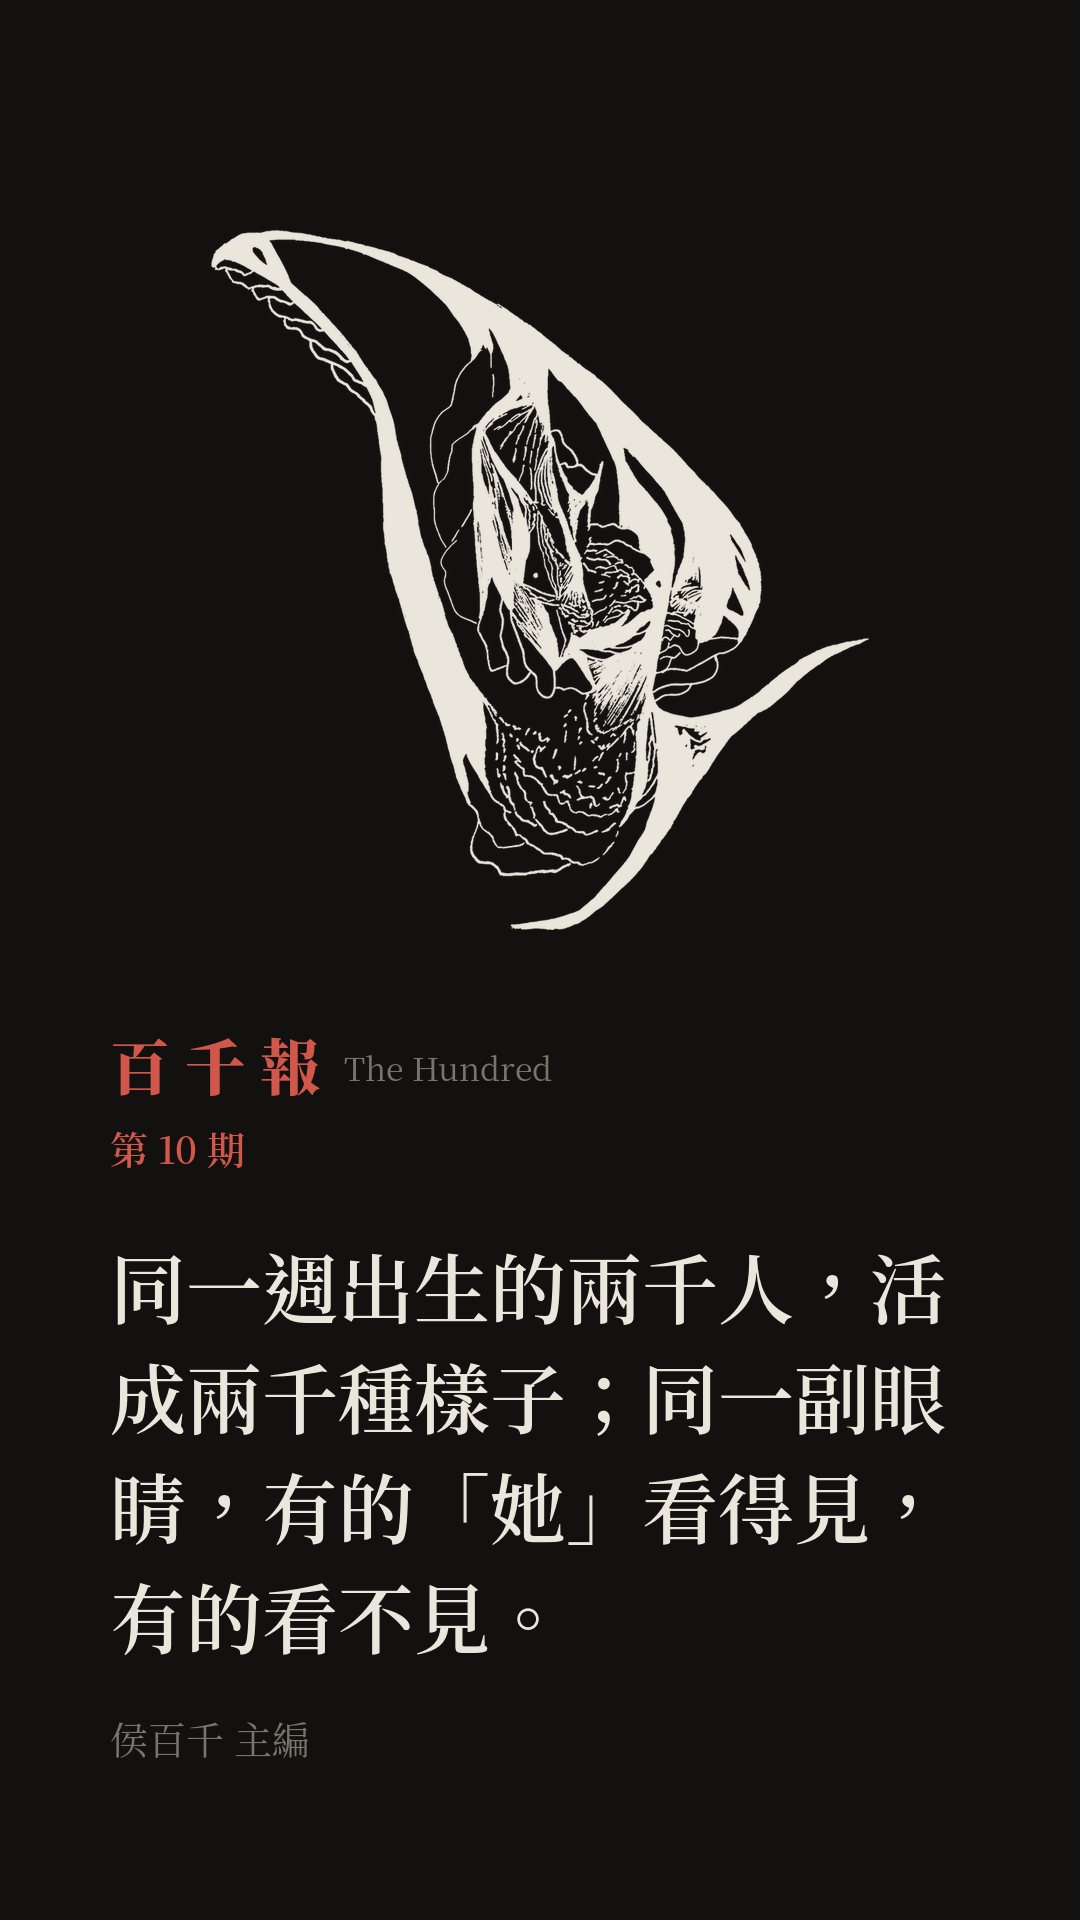 百千報 The Hundred
第 10 期
同一週出生的兩千人，活
成兩千種樣子；同一副眼
睛，有的「她」看得見，
有的看不見。
侯百千 主編